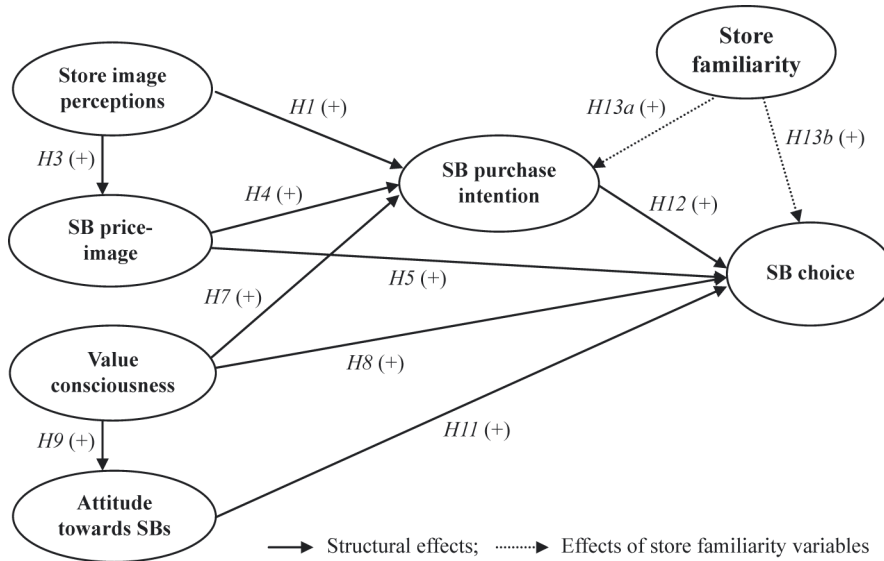 Store image
perceptions
Store
familiarity
H1 (+)
H13a (+)
H13b (+)
H3 (+)
SB purchase
intention
H4 (+)
H12 (+)
SB price-
image
H5 (+)
SB choice
H7 (+)
Value
consciousness
H8 (+)
H9 (+)
H11 (+)
Attitude
towards SBs
Structural effects;
Effects of store familiarity variables